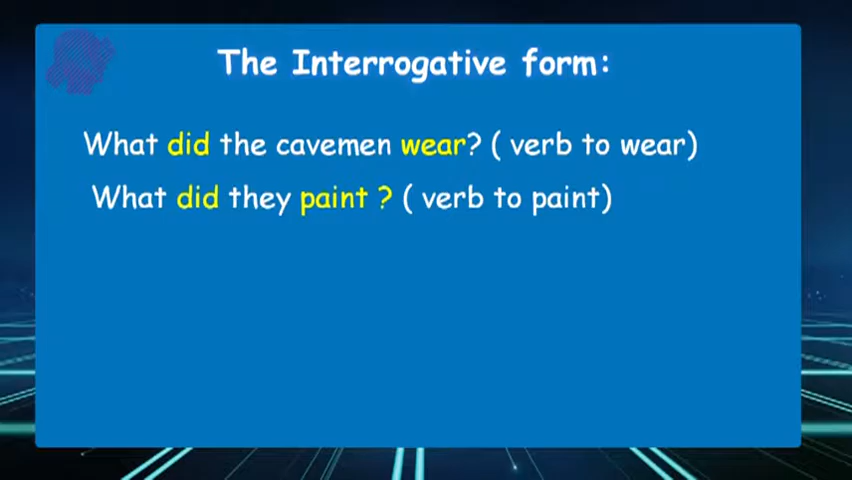 The Interrogative form:
What did the cavemen wear? ( verb to wear)
What did they paint ? ( verb to paint)